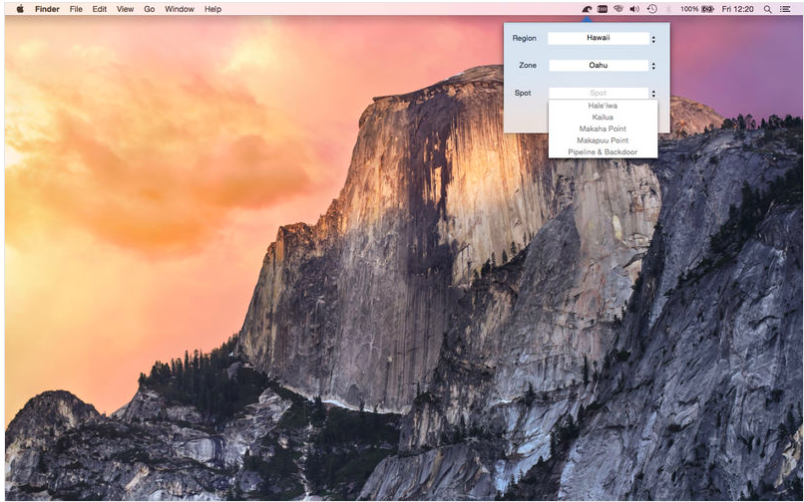 Finder File Edit View Go Window Help 100% Fri 12:20
Region Hawaii
Zone Oahu
Spot Spot
Hale'iwa
Kailua
Makaha Point
Makapuu Point
Pipeline & Backdoor